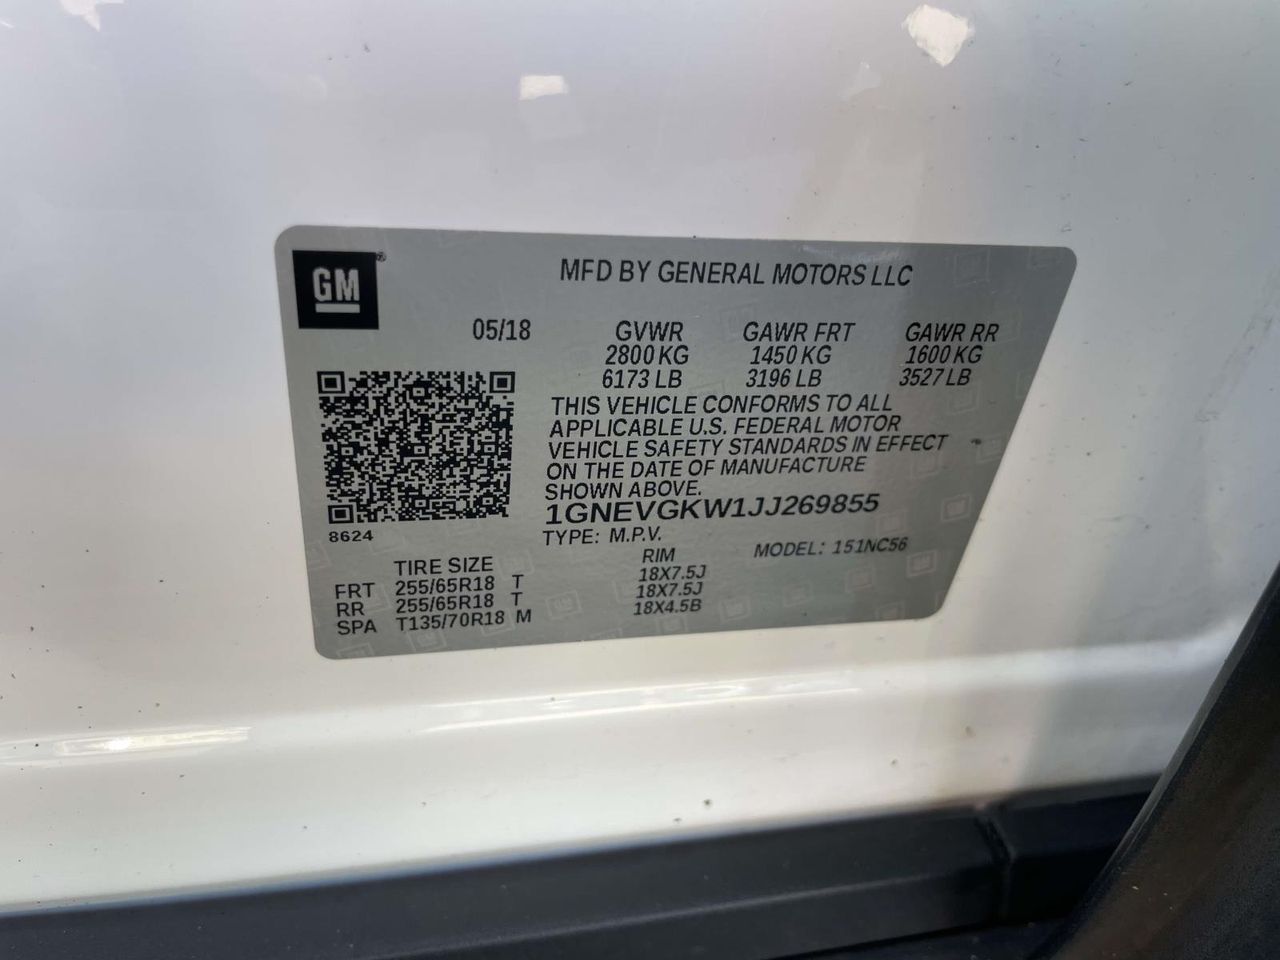 GM®
MFD BY GENERAL MOTORS LLC
05/18 GVWR GAWR FRT GAWR RR
2800 KG 1450 KG 1600 KG
6173 LB 3196 LB 3527 LB
THIS VEHICLE CONFORMS TO ALL
APPLICABLE U.S. FEDERAL MOTOR
VEHICLE SAFETY STANDARDS IN EFFECT
ON THE DATE OF MANUFACTURE
SHOWN ABOVE.
1GNEVGKW1JJ269855
8624
TYPE: M.P.V. MODEL: 151NC56
TIRE SIZE RIM
FRT 255/65R18 T 18X7.5J
RR 255/65R18 T 18X7.5J
SPA T135/70R18 M 18X4.5B